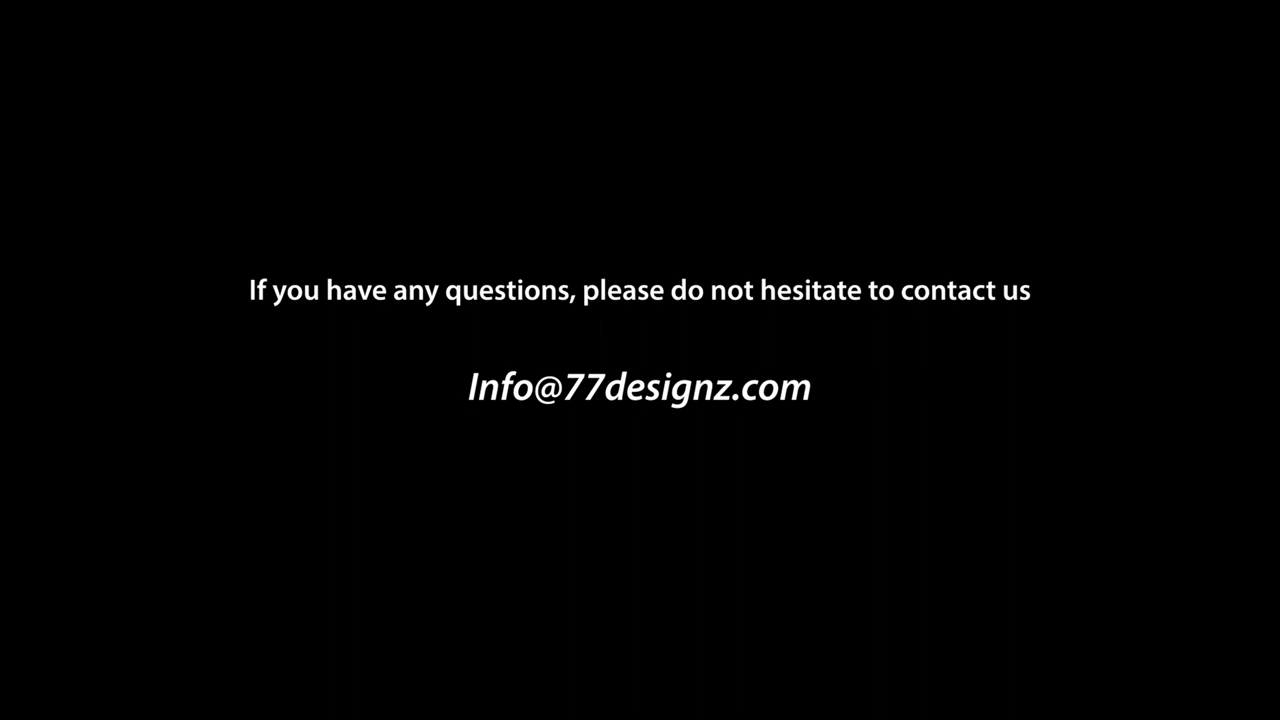 If you have any questions, please do not hesitate to contact us
Info@77designz.com